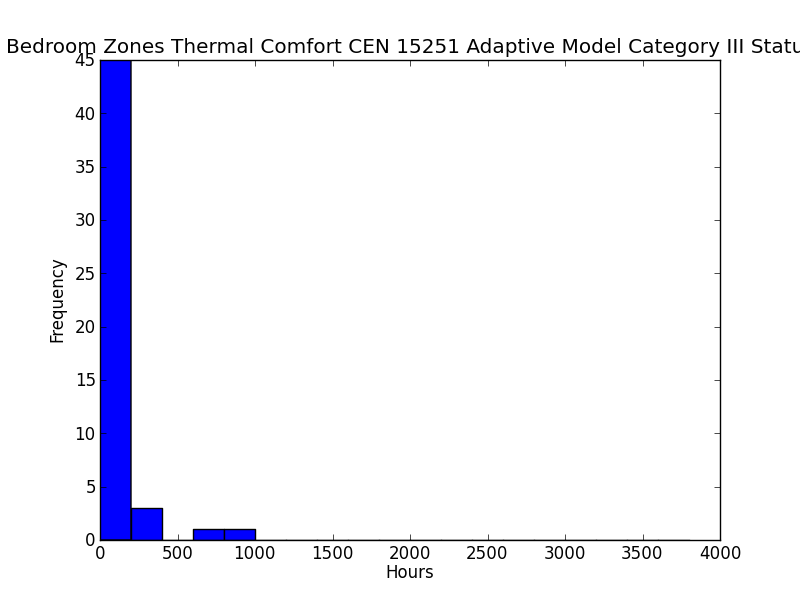 Bedroom Zones Thermal Comfort CEN 15251 Adaptive Model Category III Statu
45
40
35
30
25
20
15
10
5
0
Frequency
0 500 1000 1500 2000 2500 3000 3500 4000
Hours